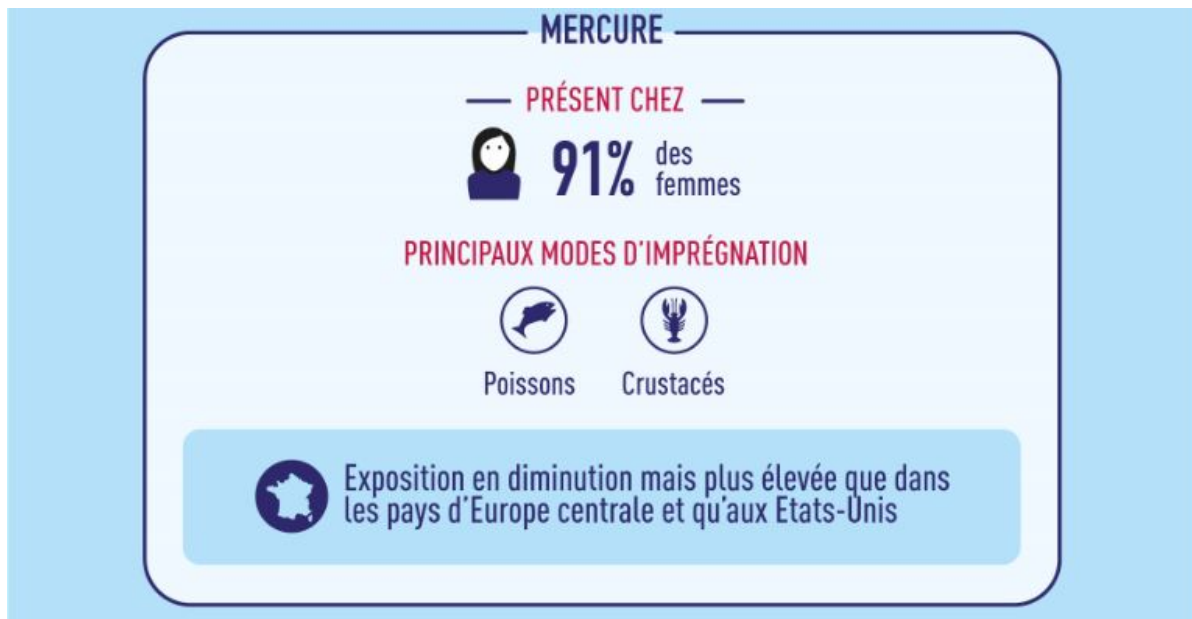 MERCURE
PRÉSENT CHEZ
91% des
femmes
PRINCIPAUX MODES D'IMPRÉGNATION
Poissons Crustacés
Exposition en diminution mais plus élevée que dans
les pays d'Europe centrale et qu'aux Etats-Unis